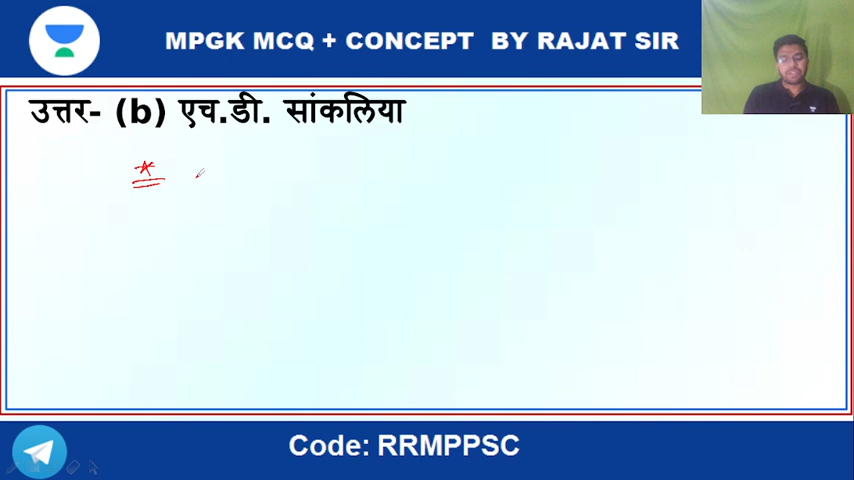 MPGK MCQ + CONCEPT BY RAJAT SIR
उत्तर- (b) एच.डी. सांकलिया
Code: RRMPPSC